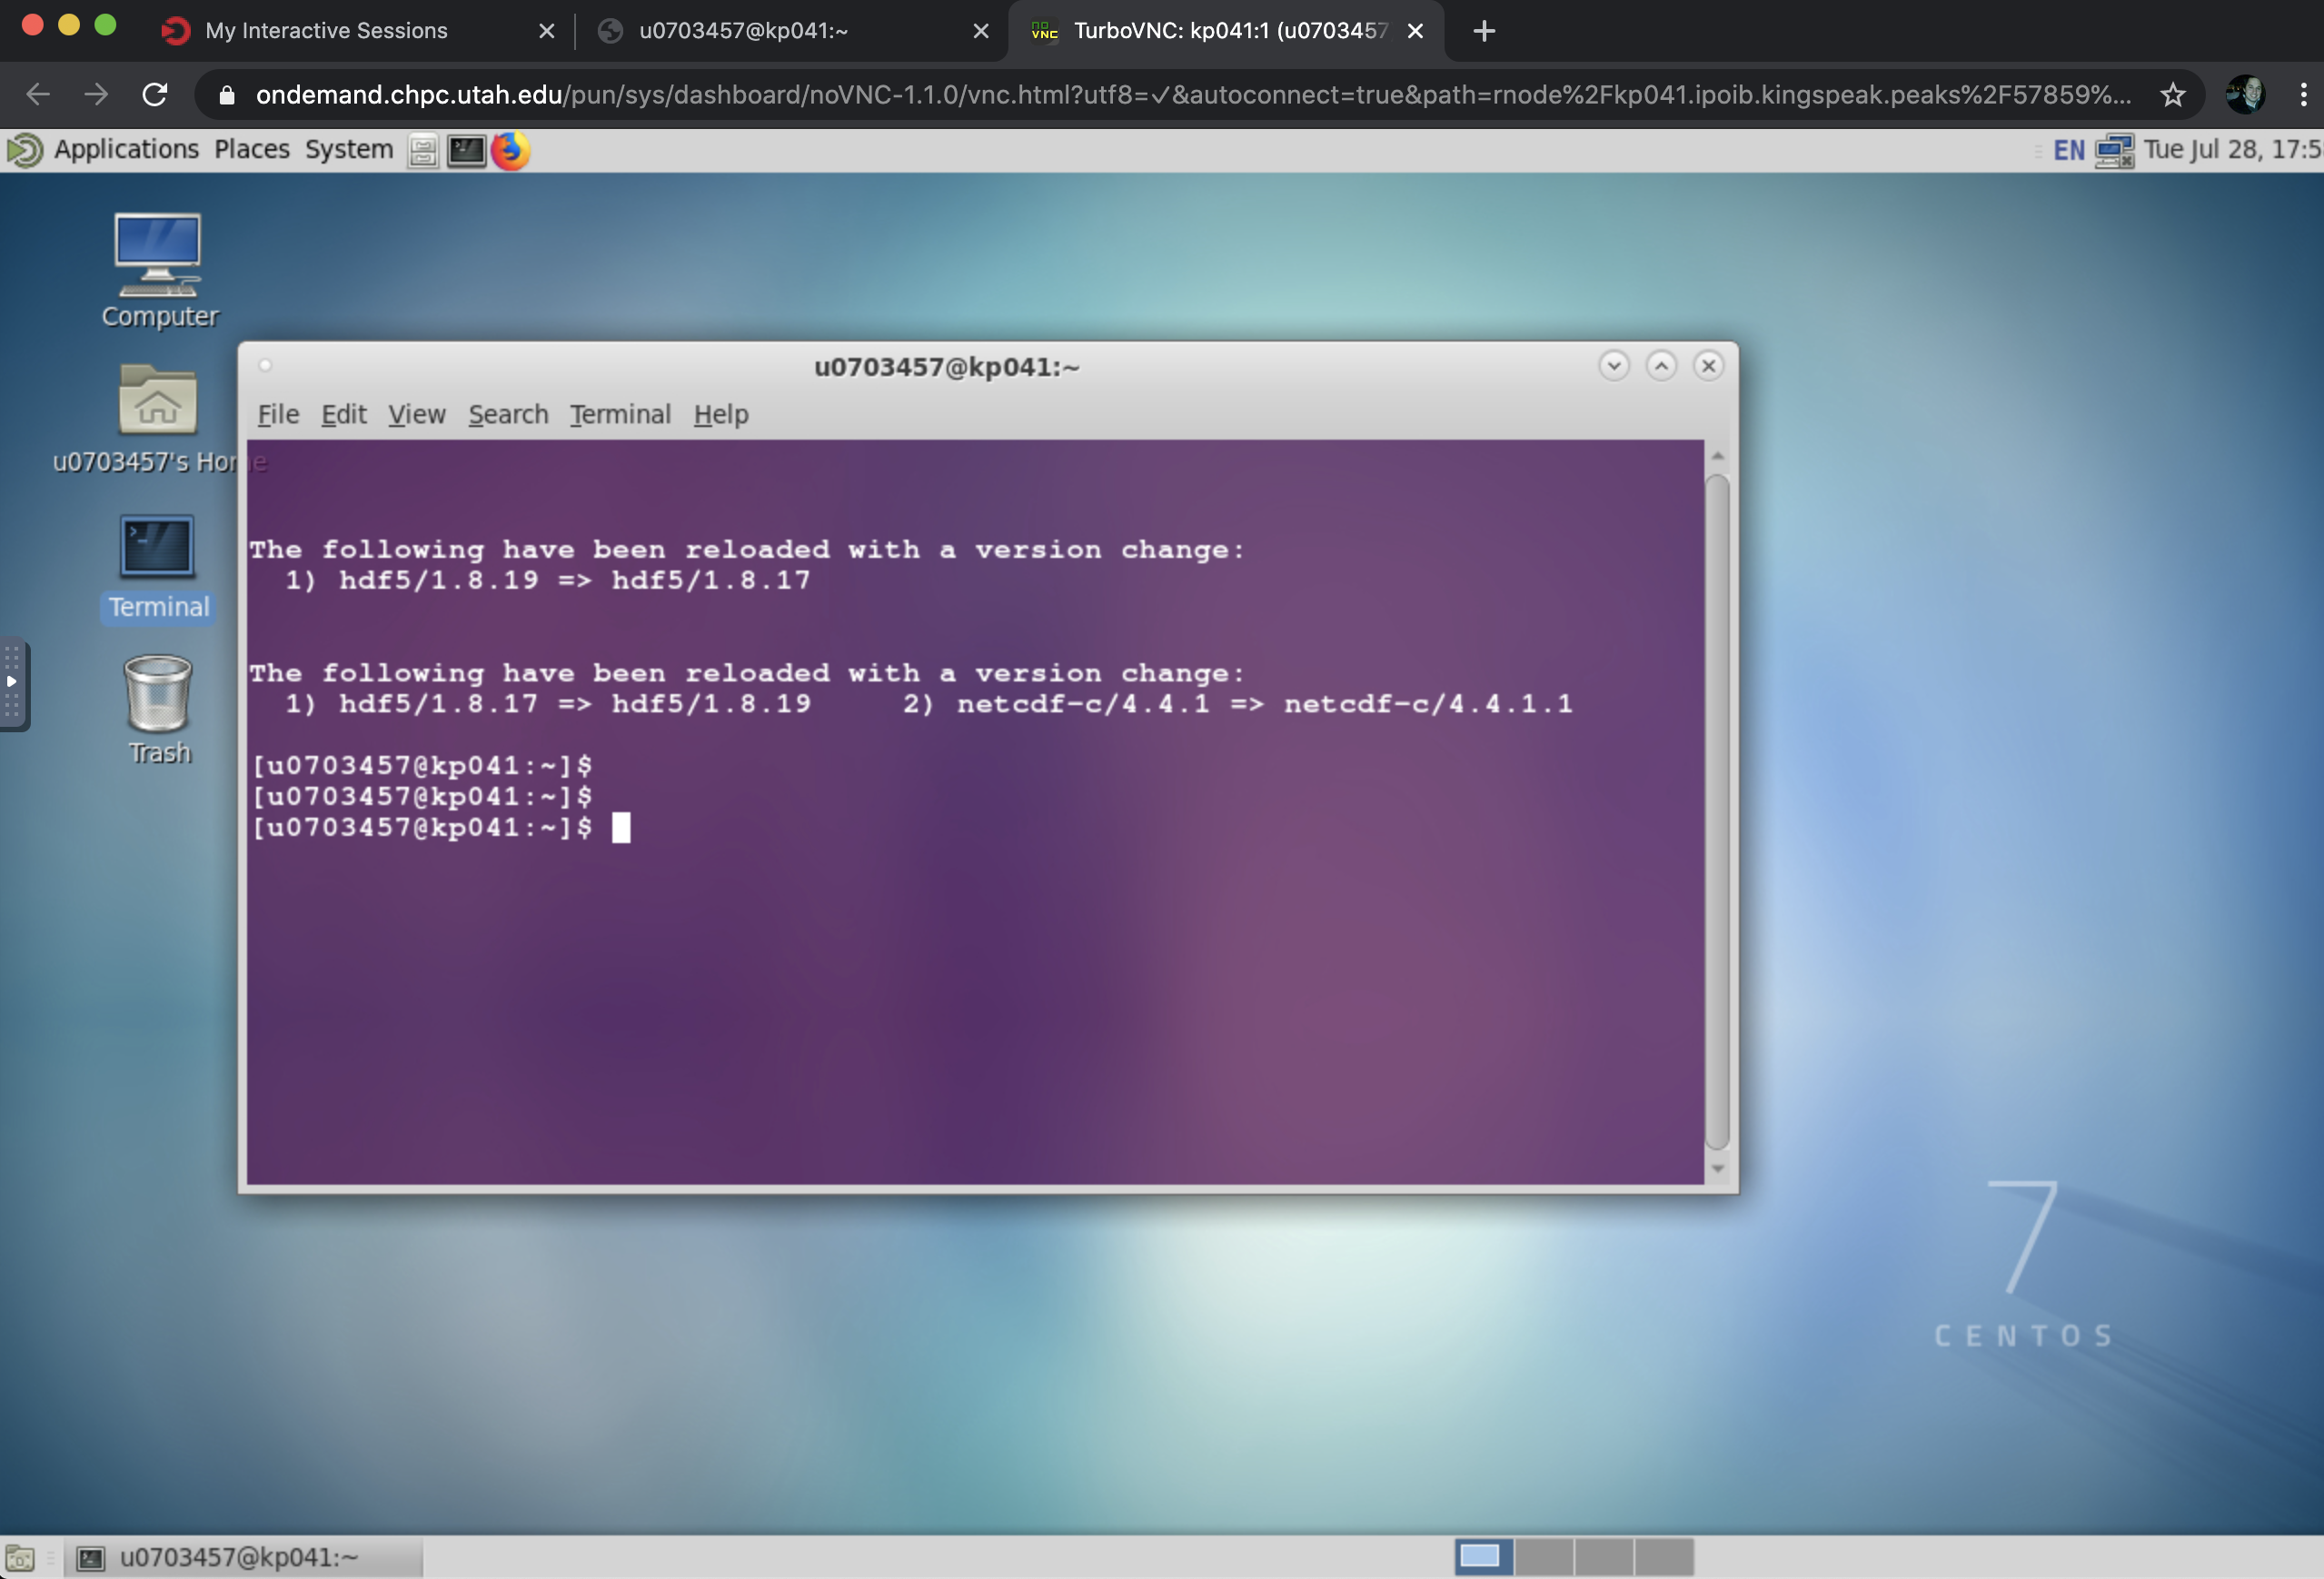 My Interactive Sessions
u0703457@kp041:~
TurboVNC: kp041:1 (u0703457
ondemand.chpc.utah.edu/pun/sys/dashboard/noVNC-1.1.0/vnc.html?utf8=✓&autoconnect=true&path=rnode%2Fkp041.ipoib.kingspeak.peaks%2F57859%...
Applications Places System
EN Tue Jul 28, 17:5
Computer
u0703457's Home
Terminal
Trash
u0703457@kp041:~
File Edit View Search Terminal Help
The following have been reloaded with a version change:
1) hdf5/1.8.19 => hdf5/1.8.17
The following have been reloaded with a version change:
1) hdf5/1.8.17 => hdf5/1.8.19 2) netcdf-c/4.4.1 => netcdf-c/4.4.1.1
[u0703457@kp041:~]$
[u0703457@kp041:~]$
[u0703457@kp041:~]$
7
CENTOS
u0703457@kp041:~